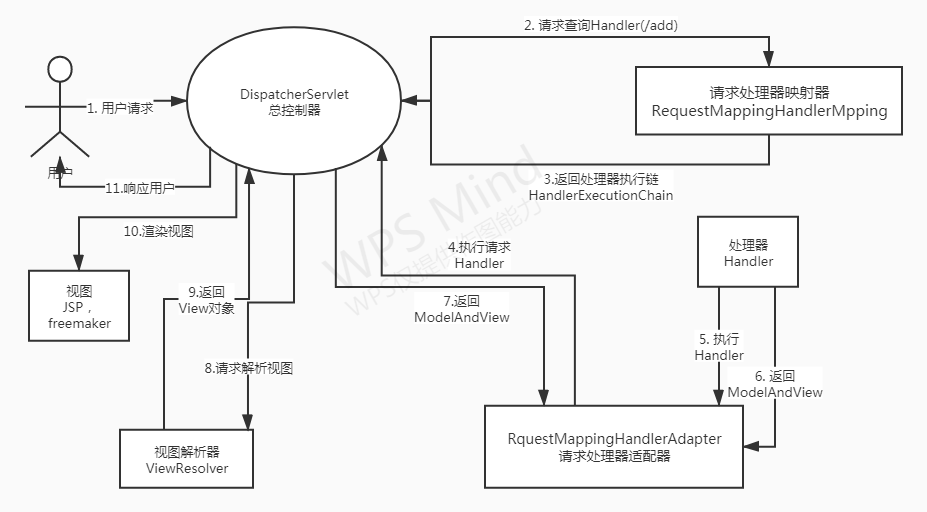 2. 请求查询Handler(/add)
DispatcherServlet
总控制器
请求处理器映射器
RequestMappingHandlerMpping
1. 用户请求
用户
11.响应用户
3.返回处理器执行链
HandlerExecutionChain
10.渲染视图
4.执行请求
Handler
处理器
Handler
视图
JSP，
freemaker
9.返回
View对象
7.返回
ModelAndView
5. 执行
Handler
8.请求解析视图
6. 返回
ModelAndView
RquestMappingHandlerAdapter
请求处理器适配器
视图解析器
ViewResolver
WPS Mind
WPS仅提供作图能力